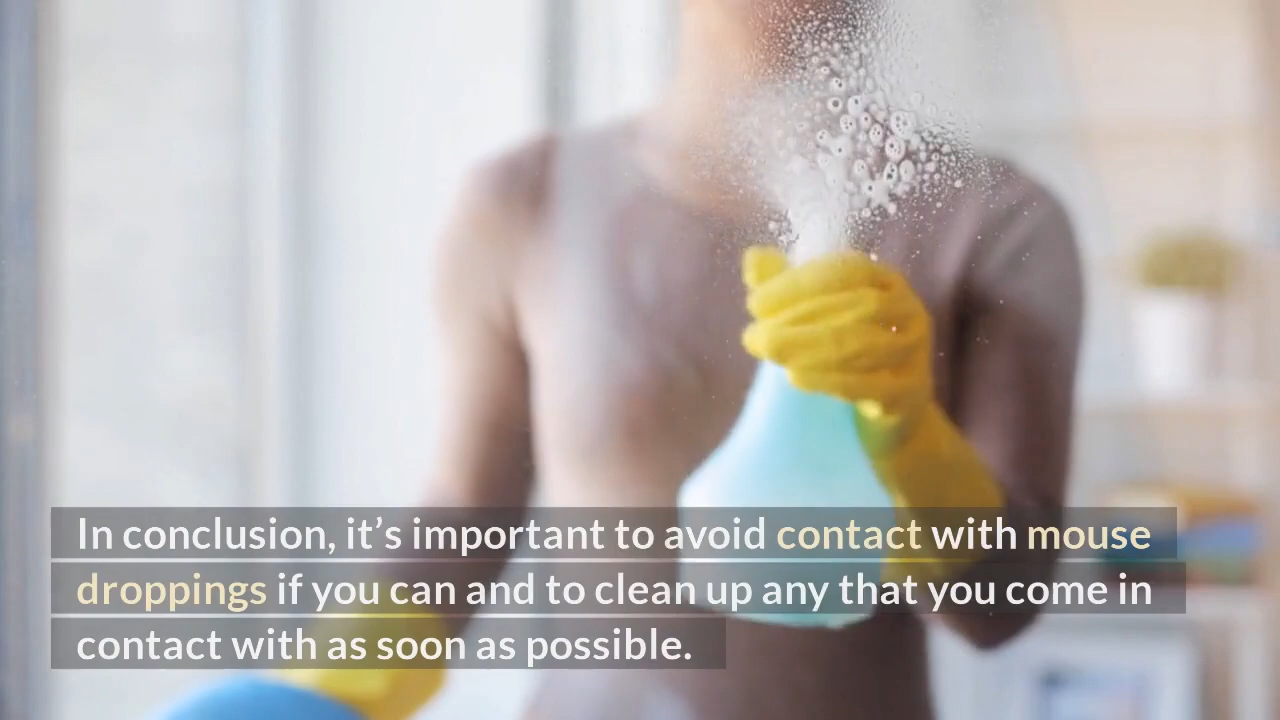 In conclusion, it’s important to avoid contact with mouse
droppings if you can and to clean up any that you come in
contact with as soon as possible.